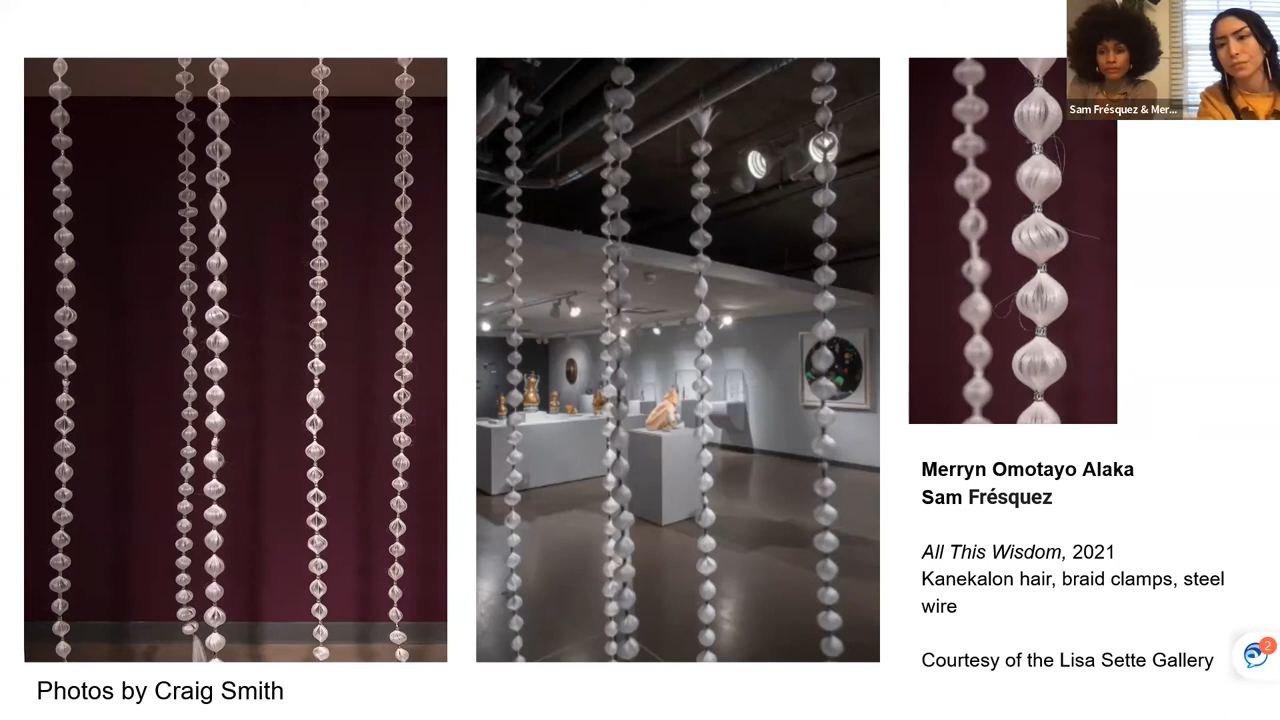 Sam Frésquez & Mer...
Merryn Omotayo Alaka
Sam Frésquez
All This Wisdom, 2021
Kanekalon hair, braid clamps, steel
wire
Courtesy of the Lisa Sette Gallery
2
Photos by Craig Smith